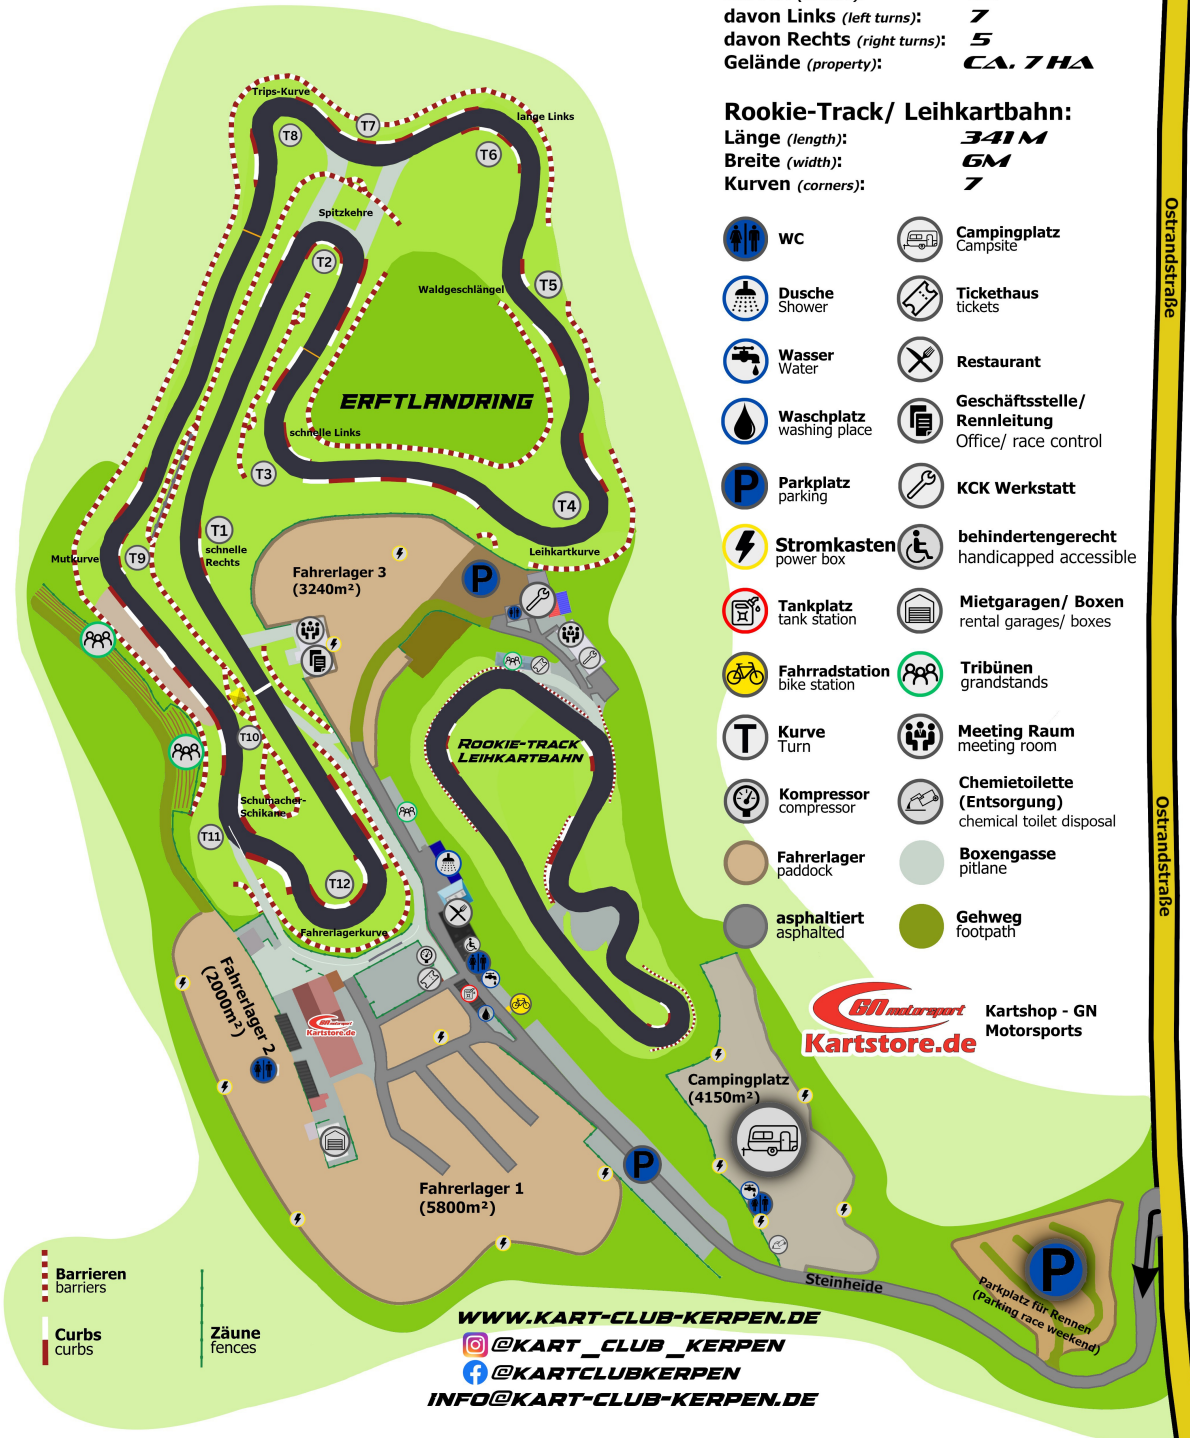 davon Links (left turns): 7
davon Rechts (right turns): 5
Gelände (property): CA. 7 HA
Rookie-Track/ Leihkartbahn:
Länge (length): 341 M
Breite (width): 6M
Kurven (corners): 7
WC
Campingplatz
Campsite
Dusche
Shower
Tickethaus
tickets
Wasser
Water
Restaurant
Waschplatz
washing place
Geschäftsstelle/
Rennleitung
Office/ race control
P
Parkplatz
parking
KCK Werkstatt
Stromkasten
power box
behindertengerecht
handicapped accessible
Tankplatz
tank station
Mietgaragen/ Boxen
rental garages/ boxes
Fahrradstation
bike station
Tribünen
grandstands
T
Kurve
Turn
Meeting Raum
meeting room
Kompressor
compressor
Chemietoilette
(Entsorgung)
chemical toilet disposal
Fahrerlager
paddock
Boxengasse
pitlane
asphaltiert
asphalted
Gehweg
footpath
GN motorsport
Kartstore.de
Kartshop - GN
Motorsports
Ostrandstraße
Ostrandstraße
Trips-Kurve
T8
T7
lange Links
T6
Spitzkehre
T2
Waldgeschlängel
T5
ERFTLANDRING
schnelle Links
T3
T4
Leihkartkurve
T1
schnelle
Rechts
Mutkurve
T9
Fahrerlager 3
(3240m²)
P
T10
ROOKIE-TRACK
LEIHKARTBAHN
Schumacher-
Schikane
T11
T12
Fahrerlagerkurve
Fahrerlager 2
(2000m²)
GN motorsport
Kartstore.de
Campingplatz
(4150m²)
P
Fahrerlager 1
(5800m²)
Steinheide
P
Parkplatz für Rennen
(Parking race weekend)
Barrieren
barriers
Curbs
curbs
Zäune
fences
WWW.KART-CLUB-KERPEN.DE
@KART_CLUB_KERPEN
@KARTCLUBKERPEN
INFO@KART-CLUB-KERPEN.DE